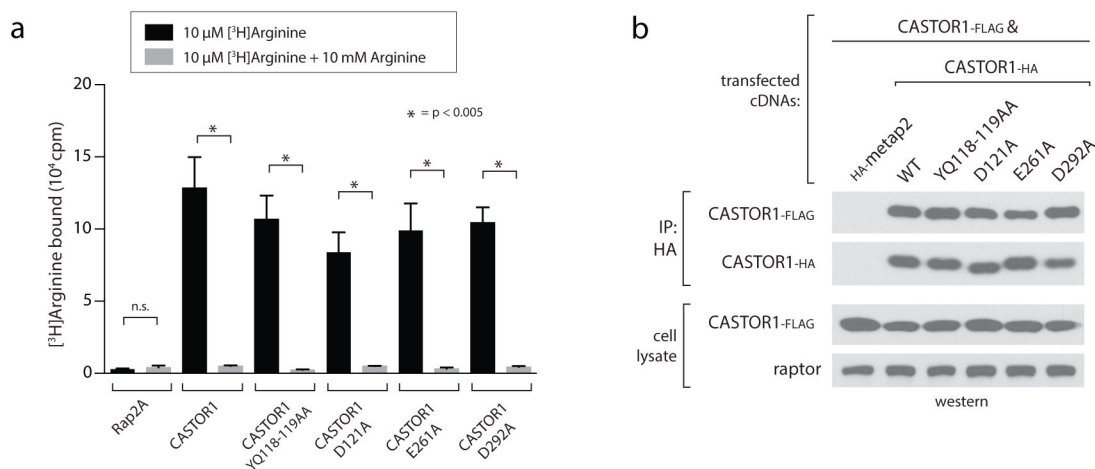 a
10 μM [³H]Arginine
10 μM [³H]Arginine + 10 mM Arginine
[³H]Arginine bound (10⁴ cpm)
20
15
10
5
0
* = p < 0.005
n.s.
*
*
*
*
*
Rap2A
CASTOR1
CASTOR1
YQ118-119AA
CASTOR1
D121A
CASTOR1
E261A
CASTOR1
D292A
b
transfected
cDNAs:
CASTOR1-FLAG &
CASTOR1-HA
HA-metap2
WT
YQ118-119AA
D121A
E261A
D292A
IP:
HA
CASTOR1-FLAG
CASTOR1-HA
cell
lysate
CASTOR1-FLAG
raptor
western